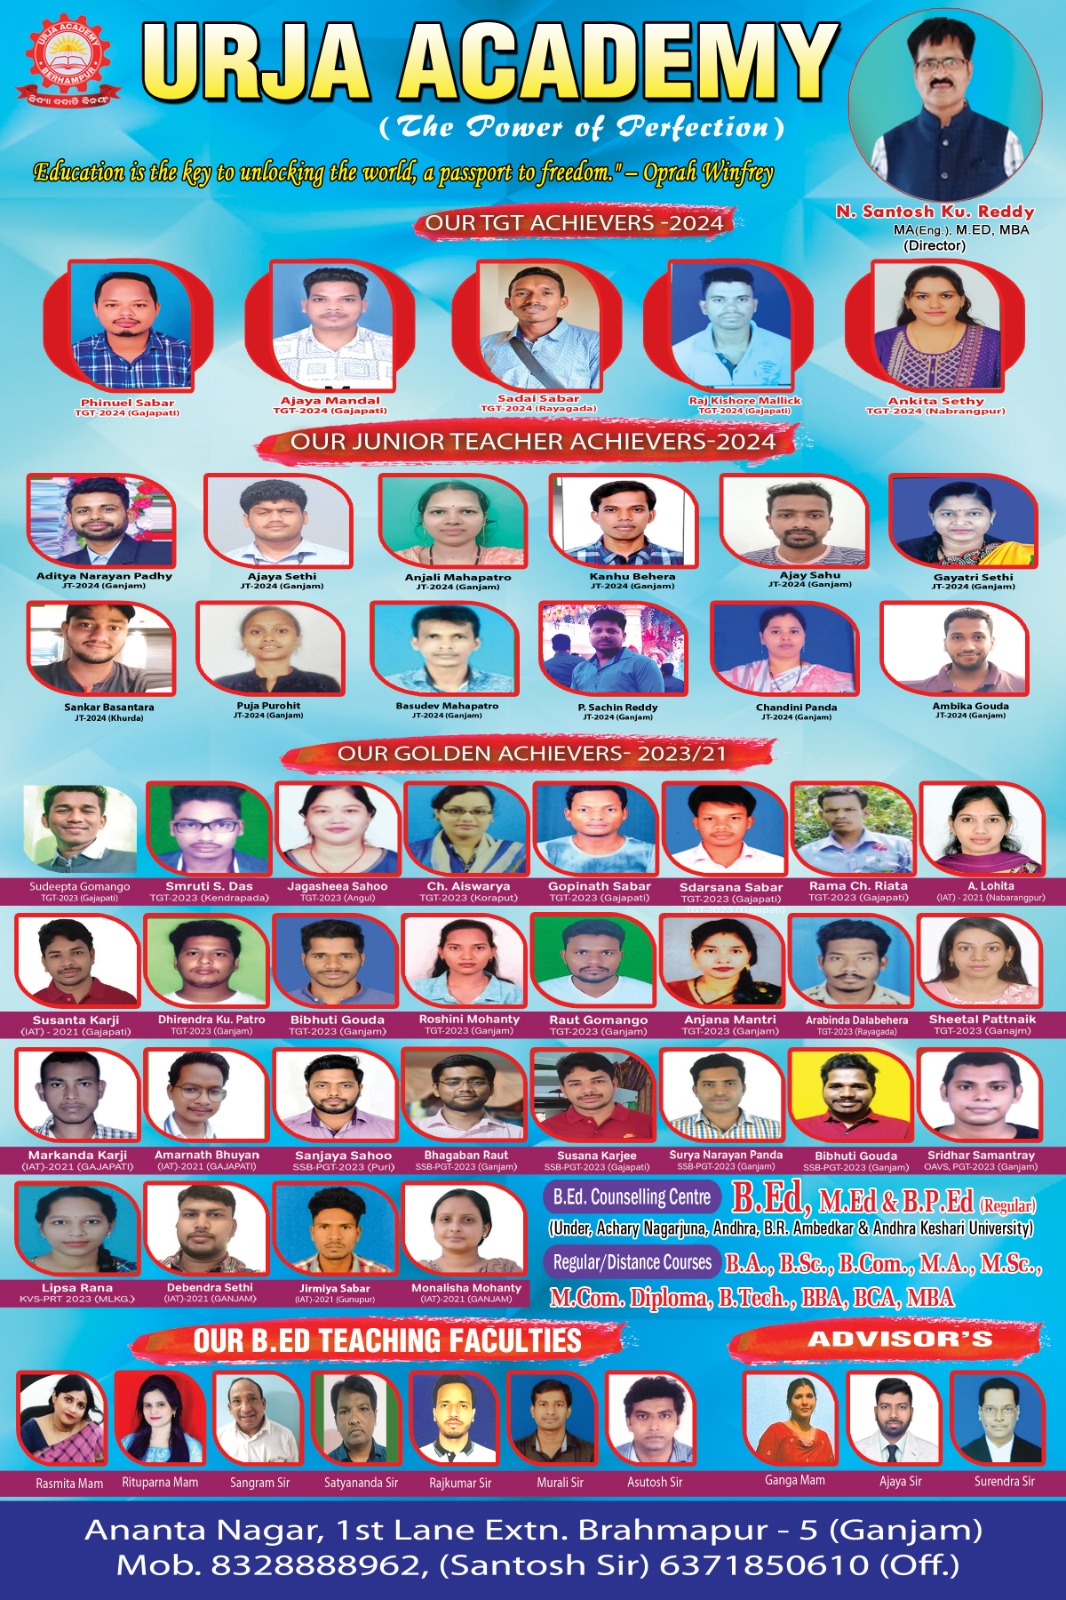 URJA ACADEMY
BERHAMPUR
ବିଦ୍ୟା ଦଦାତି ବିନୟଂ
URJA ACADEMY
(The Power of Perfection)
Education is the key to unlocking the world, a passport to freedom." – Oprah Winfrey
N. Santosh Ku. Reddy
MA(Eng.), M.ED, MBA
(Director)
OUR TGT ACHIEVERS -2024
Phinuel Sabar
TGT-2024 (Gajapati)
Ajaya Mandal
TGT-2024 (Gajapati)
Sadai Sabar
TGT-2024 (Rayagada)
Raj Kishore Mallick
TGT-2024 (Gajapati)
Ankita Sethy
TGT-2024 (Nabrangpur)
OUR JUNIOR TEACHER ACHIEVERS-2024
Aditya Narayan Padhy
JT-2024 (Ganjam)
Ajaya Sethi
JT-2024 (Ganjam)
Anjali Mahapatro
JT-2024 (Ganjam)
Kanhu Behera
JT-2024 (Ganjam)
Ajay Sahu
JT-2024 (Ganjam)
Gayatri Sethi
JT-2024 (Ganjam)
Sankar Basantara
JT-2024 (Khurda)
Puja Purohit
JT-2024 (Ganjam)
Basudev Mahapatro
JT-2024 (Ganjam)
P. Sachin Reddy
JT-2024 (Ganjam)
Chandini Panda
JT-2024 (Ganjam)
Ambika Gouda
JT-2024 (Ganjam)
OUR GOLDEN ACHIEVERS- 2023/21
Sudeepta Gomango
TGT-2023 (Gajapati)
Smruti S. Das
TGT-2023 (Kendrapada)
Jagasheea Sahoo
TGT-2023 (Angul)
Ch. Aiswarya
TGT-2023 (Koraput)
Gopinath Sabar
TGT-2023 (Gajapati)
Sdarsana Sabar
TGT-2023 (Gajapati)
TGT-2023 (Gajapati)
Rama Ch. Riata
TGT-2023 (Gajapati)
A. Lohita
(IAT) - 2021 (Nabarangpur)
Susanta Karji
(IAT) - 2021 (Gajapati)
Dhirendra Ku. Patro
TGT-2023 (Ganjam)
Bibhuti Gouda
TGT-2023 (Ganjam)
Roshini Mohanty
TGT-2023 (Ganjam)
Raut Gomango
TGT-2023 (Ganjam)
Anjana Mantri
TGT-2023 (Ganjam)
Arabinda Dalabehera
TGT-2023 (Rayagada)
Sheetal Pattnaik
TGT-2023 (Ganajm)
Markanda Karji
(IAT)-2021 (GAJAPATI)
Amarnath Bhuyan
(IAT)-2021 (GAJAPATI)
Sanjaya Sahoo
SSB-PGT-2023 (Puri)
Bhagaban Raut
SSB-PGT-2023 (Ganjam)
Susana Karjee
SSB-PGT-2023 (Gajapati)
Surya Narayan Panda
SSB-PGT-2023 (Ganjam)
Bibhuti Gouda
SSB-PGT-2023 (Ganjam)
Sridhar Samantray
OAVS, PGT-2023 (Ganjam)
Lipsa Rana
KVS-PRT 2023 (MLKG.)
Debendra Sethi
(IAT)-2021 (GANJAM)
Jirmiya Sabar
(IAT)-2021 (Gunupur)
Monalisha Mohanty
(IAT)-2021 (GANJAM)
B.Ed. Counselling Centre B.Ed, M.Ed & B.P.Ed (Regular)
(Under, Achary Nagarjuna, Andhra, B.R. Ambedkar & Andhra Keshari University)
Regular/Distance Courses B.A., B.Sc., B.Com., M.A., M.Sc.,
M.Com. Diploma, B.Tech., BBA, BCA, MBA
OUR B.ED TEACHING FACULTIES
Rasmita Mam
Rituparna Mam
Sangram Sir
Satyananda Sir
Rajkumar Sir
Murali Sir
Asutosh Sir
ADVISOR'S
Ganga Mam
Ajaya Sir
Surendra Sir
Ananta Nagar, 1st Lane Extn. Brahmapur - 5 (Ganjam)
Mob. 8328888962, (Santosh Sir) 6371850610 (Off.)